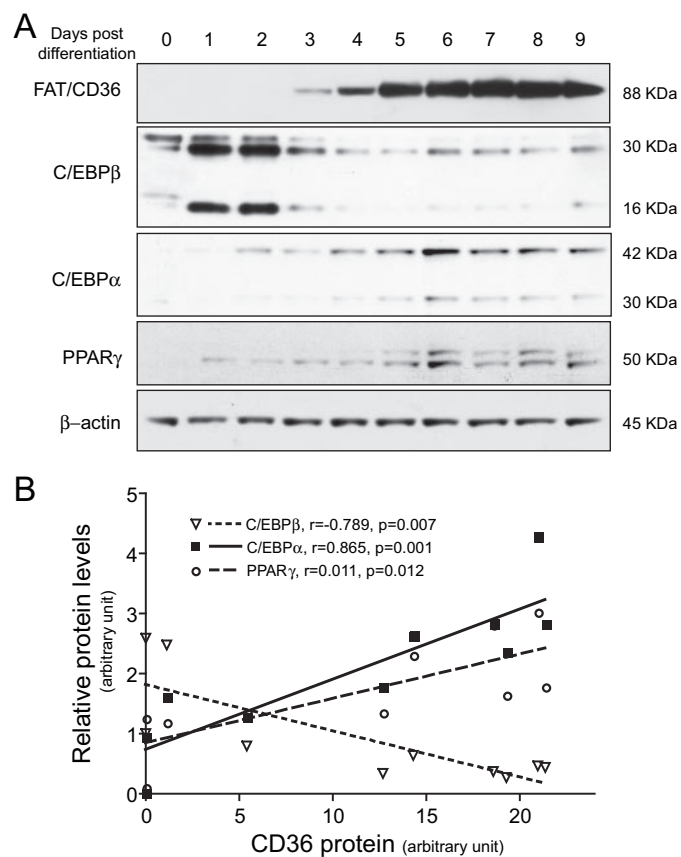 A
Days post
differentiation
0 1 2 3 4 5 6 7 8 9
FAT/CD36
88 KDa
C/EBPβ
30 KDa
16 KDa
C/EBPα
42 KDa
30 KDa
PPARγ
50 KDa
β–actin
45 KDa
B
Relative protein levels
(arbitrary unit)
5
4
3
2
1
0
C/EBPβ, r=-0.789, p=0.007
C/EBPα, r=0.865, p=0.001
PPARγ, r=0.011, p=0.012
0 5 10 15 20
CD36 protein (arbitrary unit)